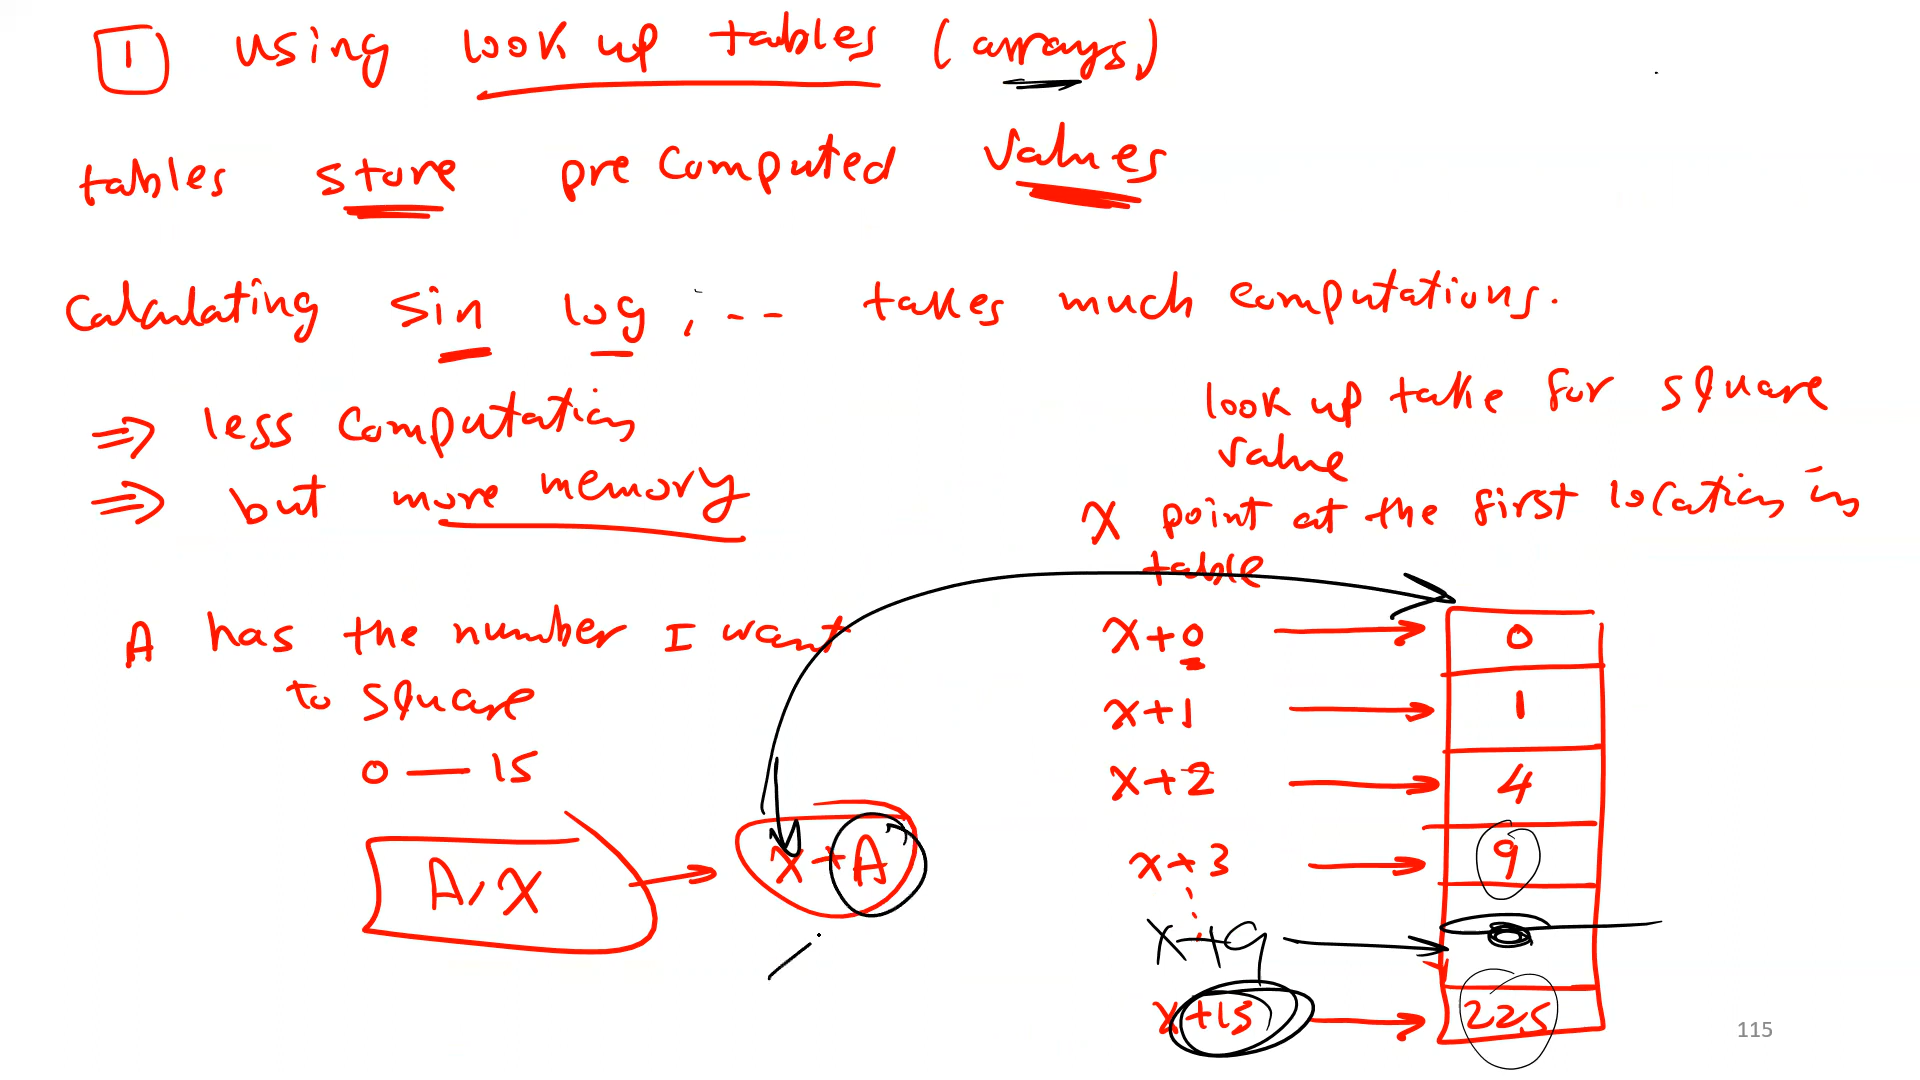 1 using look up tables (arrays)
tables store pre computed values
Calculating sin log , -- takes much computations.
⇒ less computation
⇒ but more memory
look up take for square
value
X point at the first location in
table
A has the number I want
to square
0 — 15
A,X → X+A
x+0 → 0
x+1 → 1
x+2 → 4
x+3 → 9
x+9 →
x+15 → 225
115